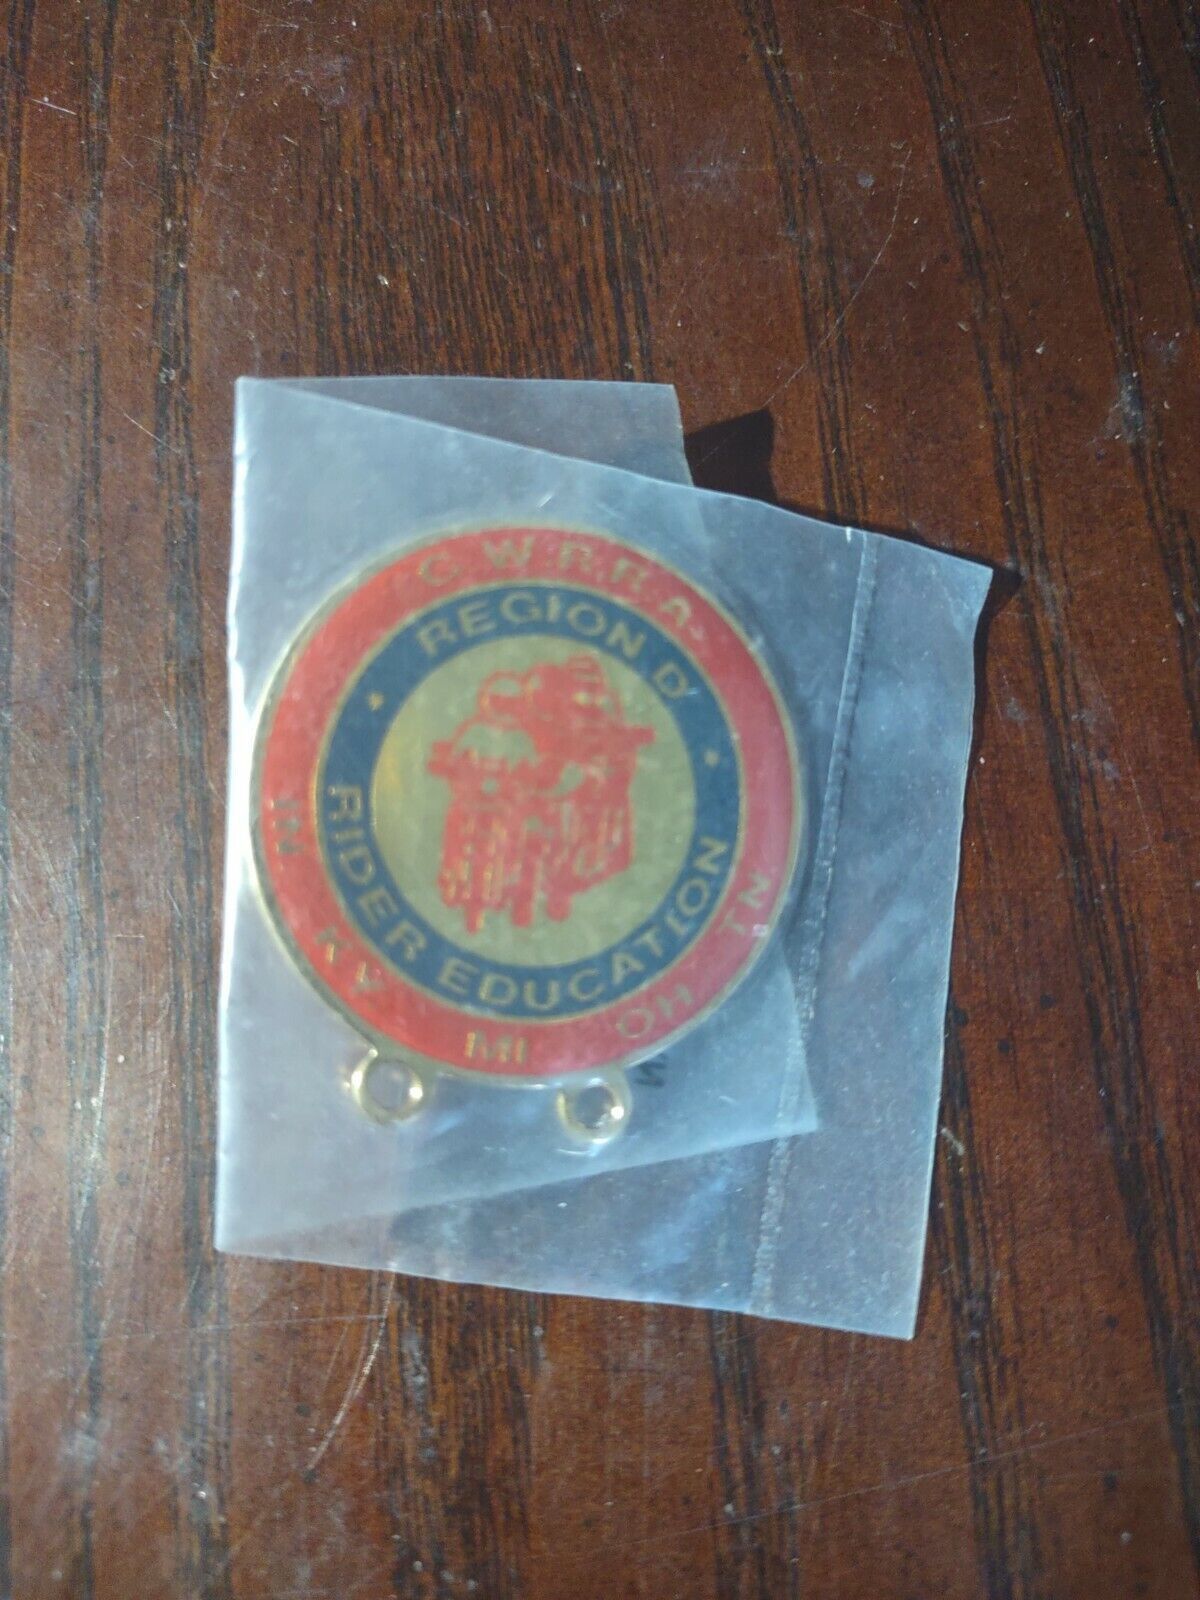 G.W.R.R.A.
REGION D
RIDER EDUCATION
IN KY MI OH TN
N